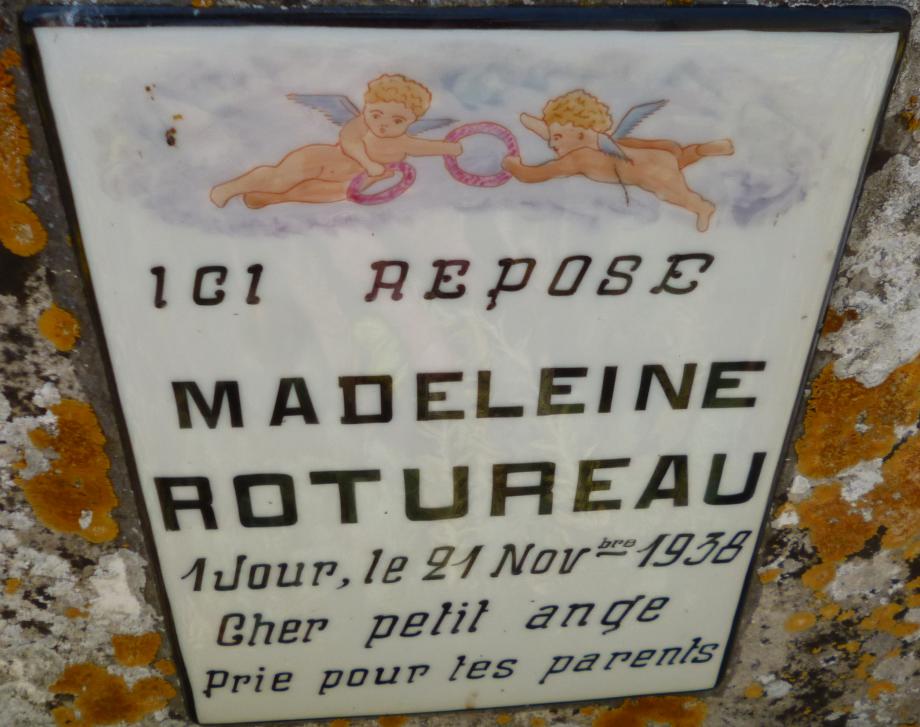 ICI REPOSE
MADELEINE
ROTUREAU
1 Jour, le 21 Novbre 1938
Cher petit ange
Prie pour tes parents